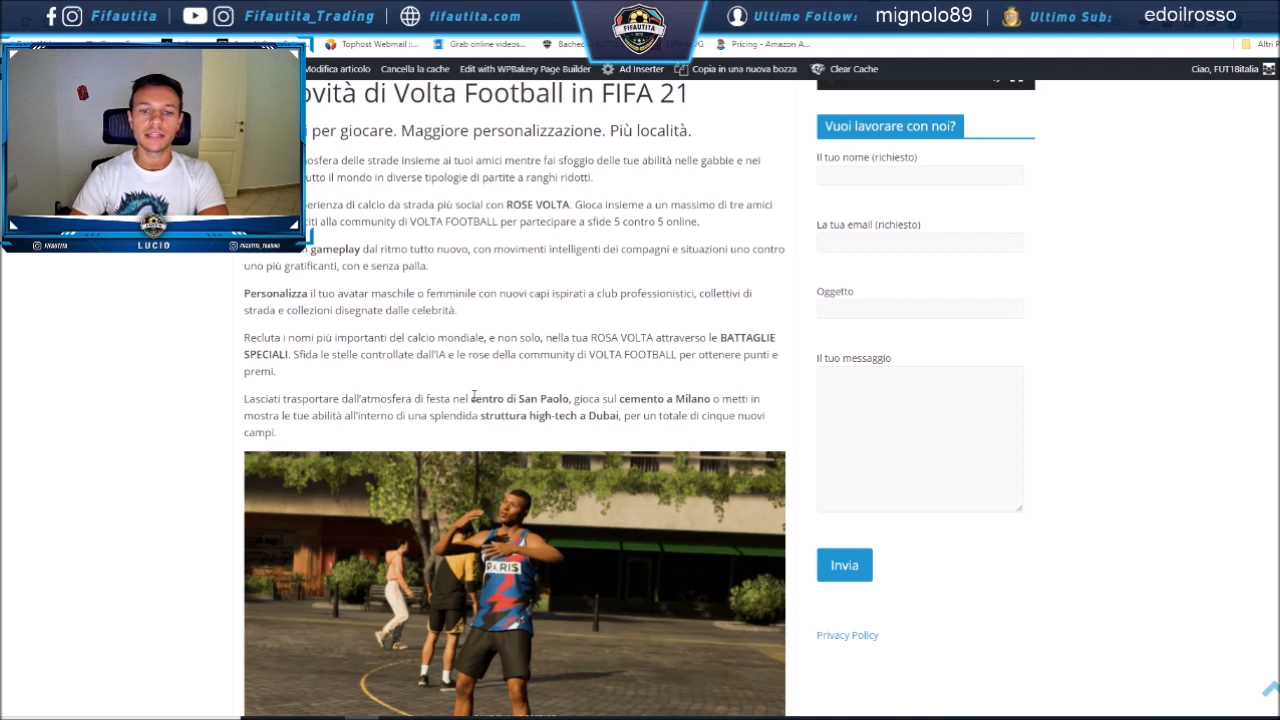 Fifautita
Fifautita_Trading
fifautita.com
FIFAUTITA
Ultimo Follow:
mignolo89
Ultimo Sub:
edoilrosso
Tophost Webmail ::...
Grab online videos...
Pricing - Amazon A...
Altri P
Modifica articolo
Cancella la cache
Edit with WPBakery Page Builder
Ad Inserter
Copia in una nuova bozza
Clear Cache
Ciao, FUT18italia
ovità di Volta Football in FIFA 21
per giocare. Maggiore personalizzazione. Più località.
mosfera delle strade insieme ai tuoi amici mentre fai sfoggio delle tue abilità nelle gabbie e nei
utto il mondo in diverse tipologie di partite a ranghi ridotti.
erienza di calcio da strada più social con ROSE VOLTA. Gioca insieme a un massimo di tre amici
citi alla community di VOLTA FOOTBALL per partecipare a sfide 5 contro 5 online.
gameplay dal ritmo tutto nuovo, con movimenti intelligenti dei compagni e situazioni uno contro
uno più gratificanti, con e senza palla.
Personalizza il tuo avatar maschile o femminile con nuovi capi ispirati a club professionistici, collettivi di
strada e collezioni disegnate dalle celebrità.
Recluta i nomi più importanti del calcio mondiale, e non solo, nella tua ROSA VOLTA attraverso le BATTAGLIE
SPECIALI. Sfida le stelle controllate dall'IA e le rose della community di VOLTA FOOTBALL per ottenere punti e
premi.
Lasciati trasportare dall'atmosfera di festa nel centro di San Paolo, gioca sul cemento a Milano o metti in
mostra le tue abilità all'interno di una splendida struttura high-tech a Dubai, per un totale di cinque nuovi
campi.
PARIS
FIFAUTITA
LUCIO
FIFAUTITA_TRADING
Vuoi lavorare con noi?
Il tuo nome (richiesto)
La tua email (richiesto)
Oggetto
Il tuo messaggio
Invia
Privacy Policy